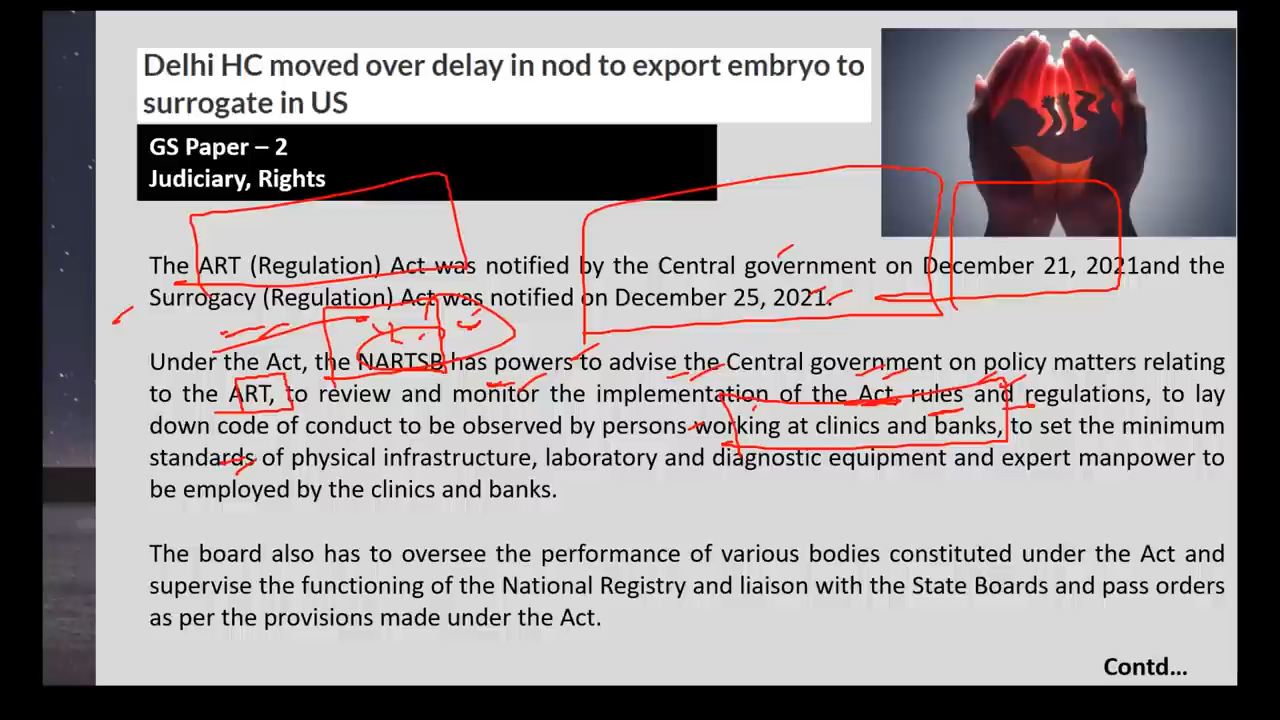 Delhi HC moved over delay in nod to export embryo to
surrogate in US
GS Paper – 2
Judiciary, Rights
The ART (Regulation) Act was notified by the Central government on December 21, 2021and the
Surrogacy (Regulation) Act was notified on December 25, 2021.
Under the Act, the NARTSB has powers to advise the Central government on policy matters relating
to the ART, to review and monitor the implementation of the Act, rules and regulations, to lay
down code of conduct to be observed by persons working at clinics and banks, to set the minimum
standards of physical infrastructure, laboratory and diagnostic equipment and expert manpower to
be employed by the clinics and banks.
The board also has to oversee the performance of various bodies constituted under the Act and
supervise the functioning of the National Registry and liaison with the State Boards and pass orders
as per the provisions made under the Act.
Contd...